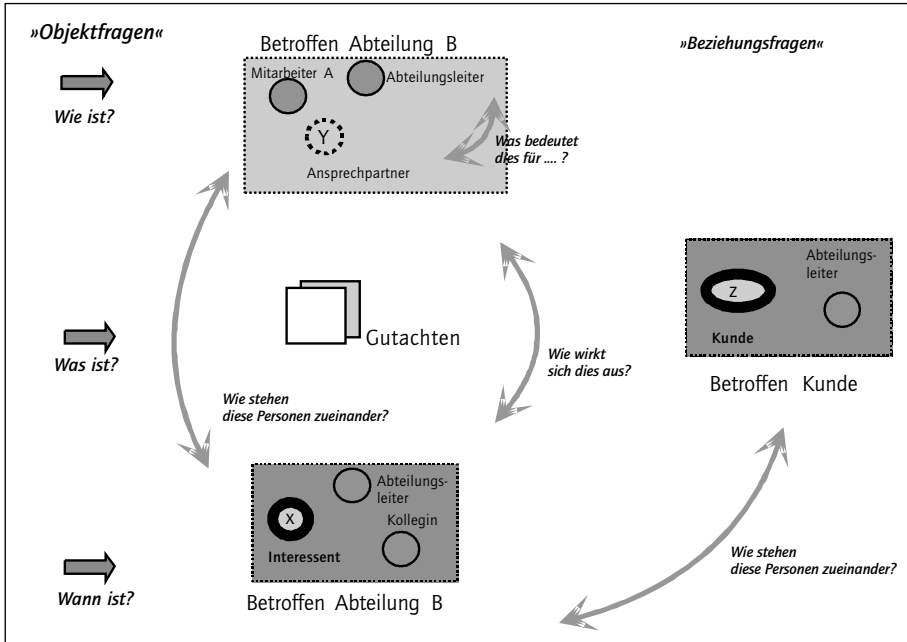 »Objektfragen«
Betroffen Abteilung B
»Beziehungsfragen«
Mitarbeiter A
Abteilungsleiter
Wie ist?
Y
Was bedeutet
dies für .... ?
Ansprechpartner
Abteilungs-
leiter
Z
Kunde
Gutachten
Was ist?
Wie wirkt
sich dies aus?
Betroffen Kunde
Wie stehen
diese Personen zueinander?
Abteilungs-
leiter
X
Kollegin
Interessent
Wie stehen
diese Personen zueinander?
Wann ist?
Betroffen Abteilung B